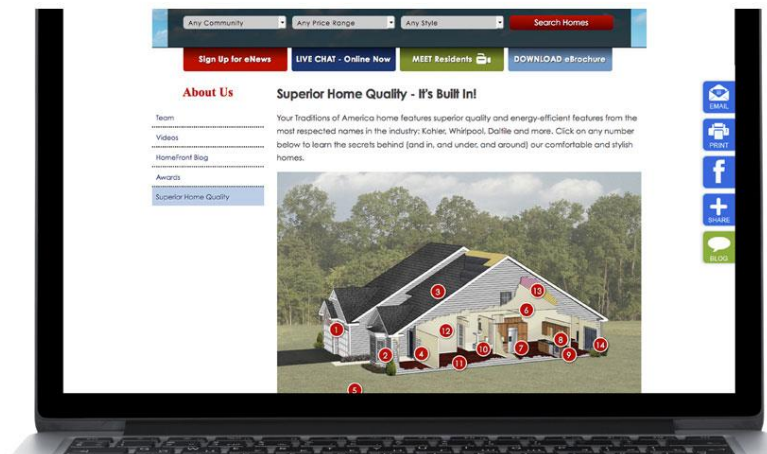 Any Community
Any Price Range
Any Style
Search Homes
Sign Up for eNews
LIVE CHAT - Online Now
MEET Residents
DOWNLOAD eBrochure
About Us
Team
Videos
HomeFront Blog
Awards
Superior Home Quality
Superior Home Quality - It's Built In!
Your Traditions of America home features superior quality and energy-efficient features from the
most respected names in the industry: Kohler, Whirlpool, Daltile and more. Click on any number
below to learn the secrets behind (and in, and under, and around) our comfortable and stylish
homes.
1
2
3
4
5
6
7
8
9
10
11
12
13
14
EMAIL
PRINT
f
SHARE
BLOG